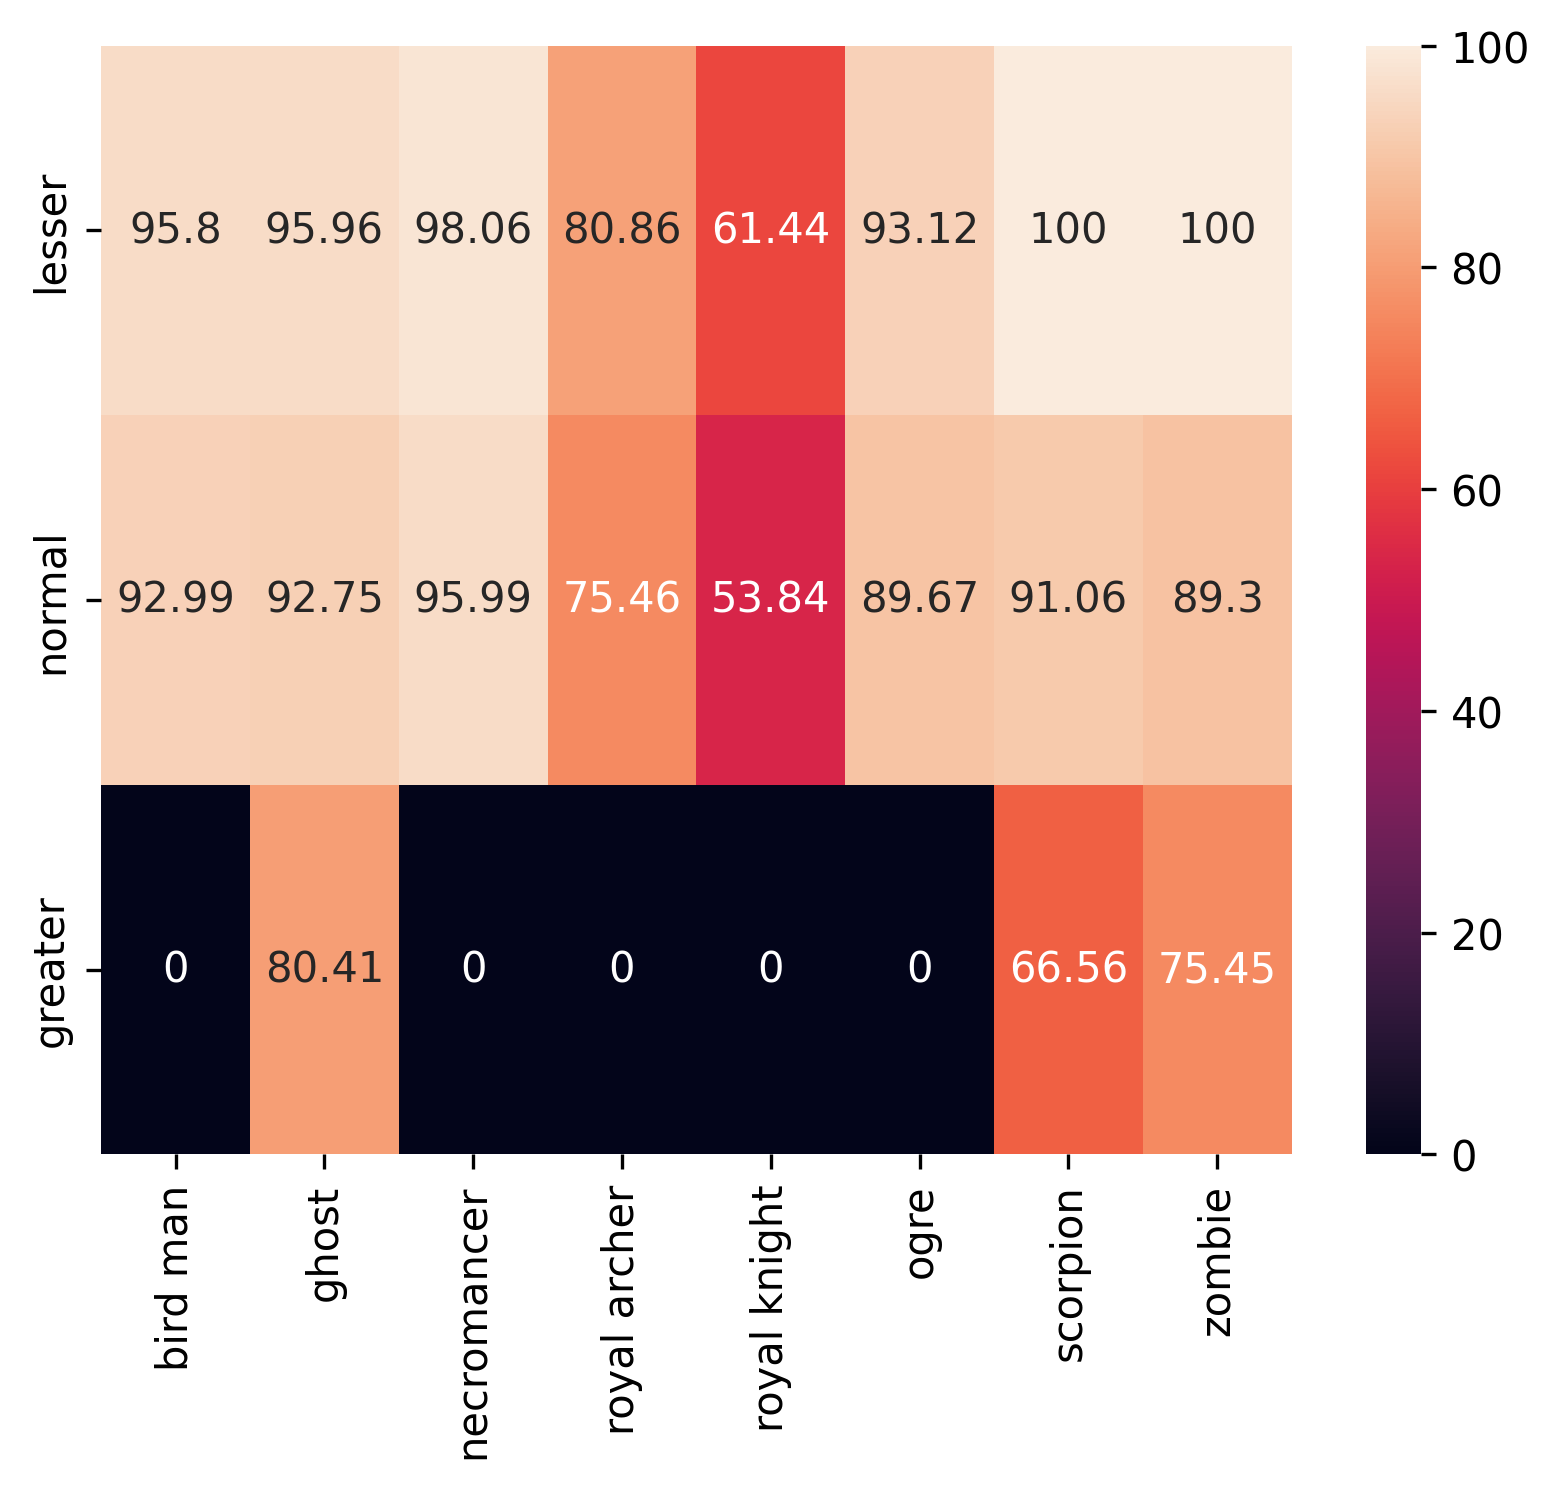 100
lesser
95.8 95.96 98.06 80.86 61.44 93.12 100 100
80
60
normal
92.99 92.75 95.99 75.46 53.84 89.67 91.06 89.3
40
20
greater
0 80.41 0 0 0 0 66.56 75.45
0
bird man
ghost
necromancer
royal archer
royal knight
ogre
scorpion
zombie